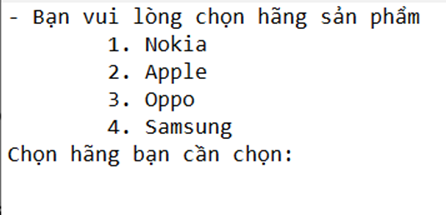 - Bạn vui lòng chọn hãng sản phẩm
1. Nokia
2. Apple
3. Oppo
4. Samsung
Chọn hãng bạn cần chọn: